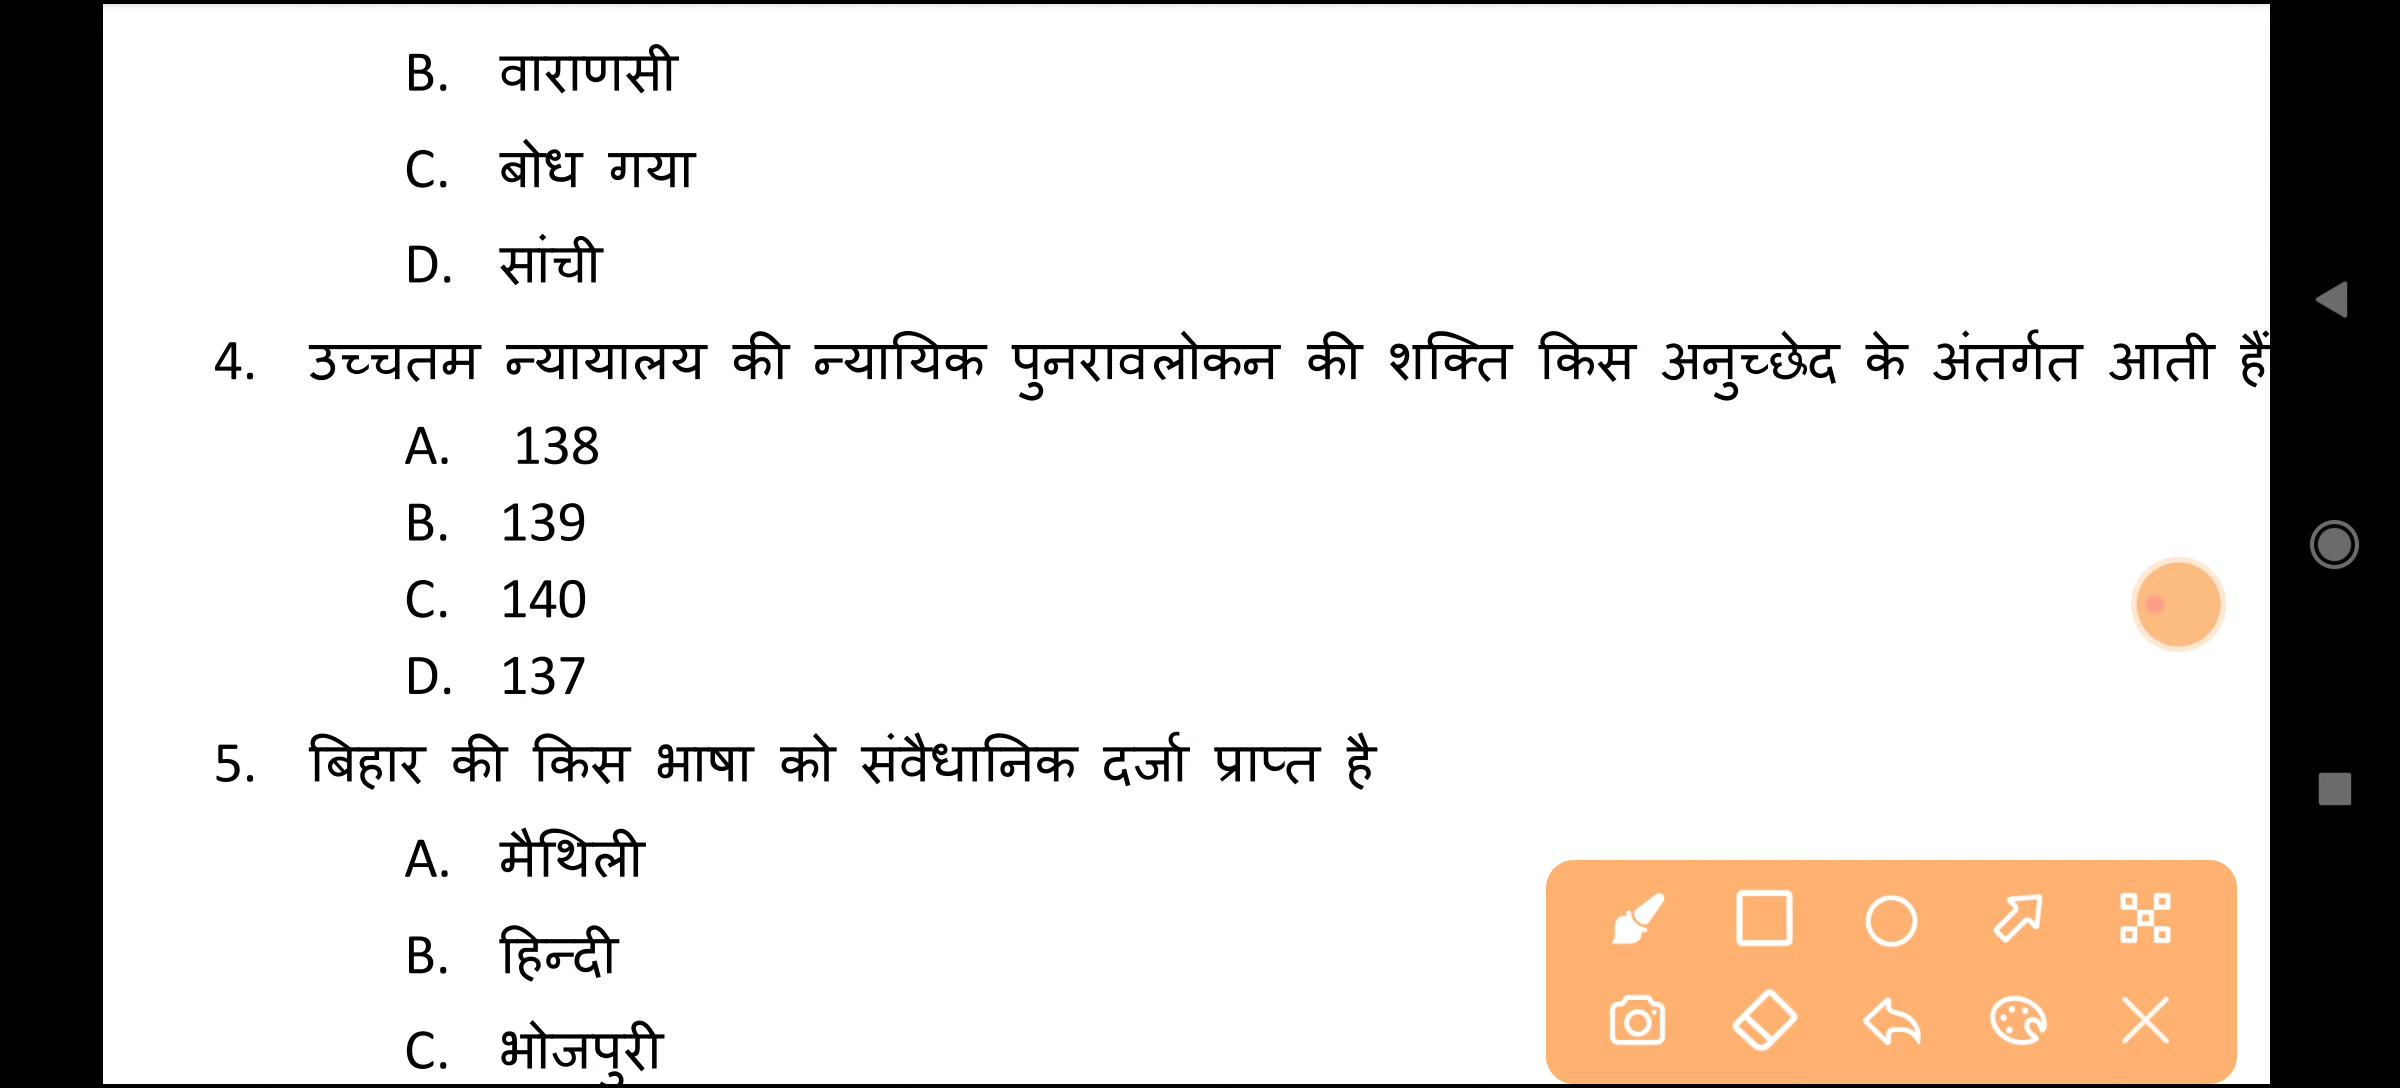 B. वाराणसी
C. बोध गया
D. सांची
4. उच्चतम न्यायालय की न्यायिक पुनरावलोकन की शक्ति किस अनुच्छेद के अंतर्गत आती हैं
A. 138
B. 139
C. 140
D. 137
5. बिहार की किस भाषा को संवैधानिक दर्जा प्राप्त है
A. मैथिली
B. हिन्दी
C. भोजपुरी